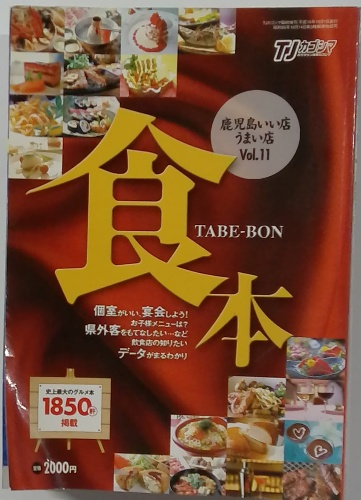 TJカゴシマ
鹿児島いい店
うまい店
Vol.11
食本
TABE-BON
個室がいい、宴会しよう!
お子様メニューは?
県外客をもてなしたい…など
飲食店の知りたい
データがまるわかり
史上最大のグルメ本
1850軒
掲載
定価 2000円